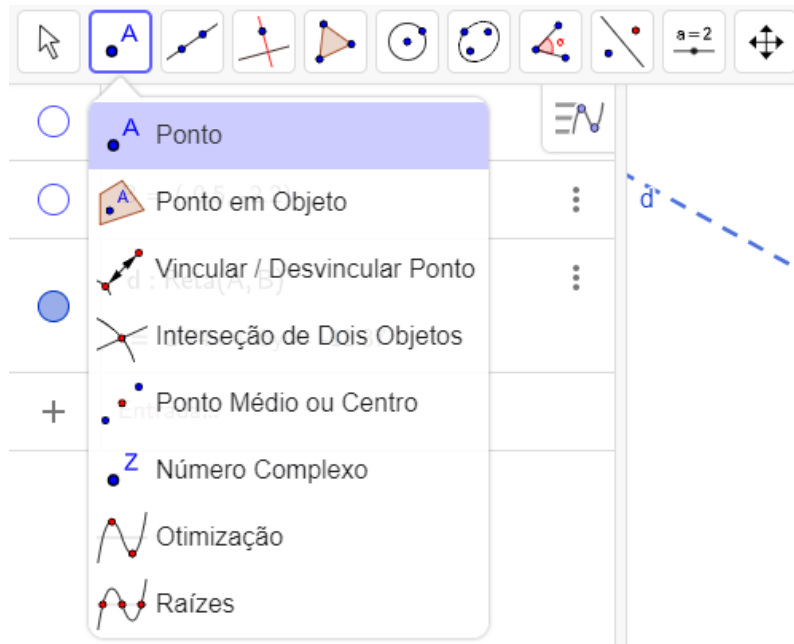 A
α
a=2
A Ponto
A Ponto em Objeto
Vincular / Desvincular Ponto
d : Reta(A, B)
Interseção de Dois Objetos
Ponto Médio ou Centro
z Número Complexo
Otimização
Raízes
d